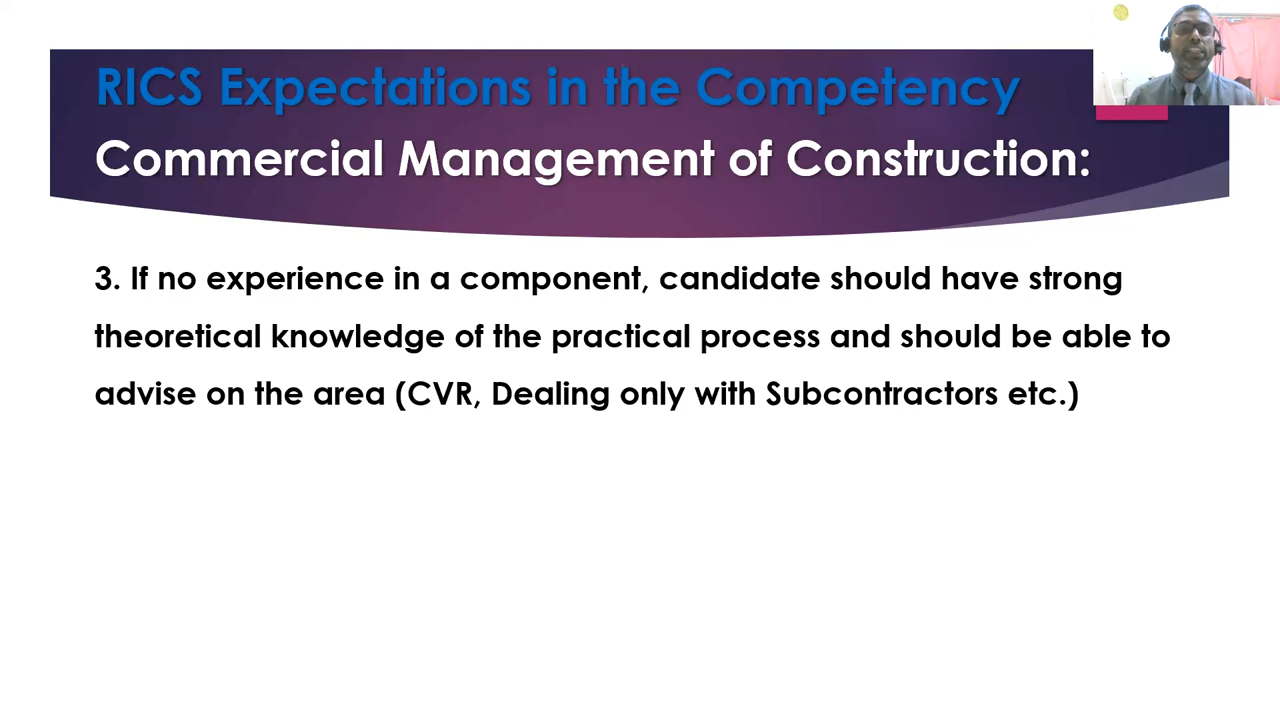 RICS Expectations in the Competency
Commercial Management of Construction:
3. If no experience in a component, candidate should have strong
theoretical knowledge of the practical process and should be able to
advise on the area (CVR, Dealing only with Subcontractors etc.)